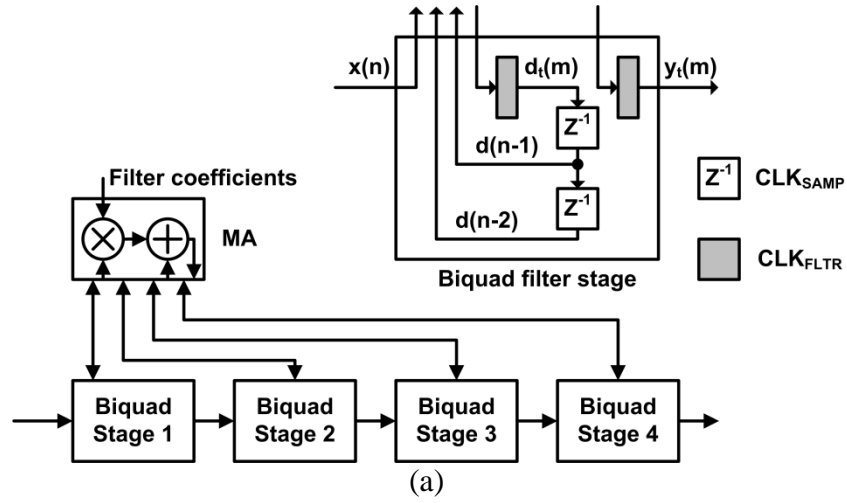 x(n)
d_t(m)
y_t(m)
Z^-1
d(n-1)
Z^-1
d(n-2)
Biquad filter stage
Z^-1 CLK_SAMP
CLK_FLTR
Filter coefficients
MA
Biquad Stage 1
Biquad Stage 2
Biquad Stage 3
Biquad Stage 4
(a)